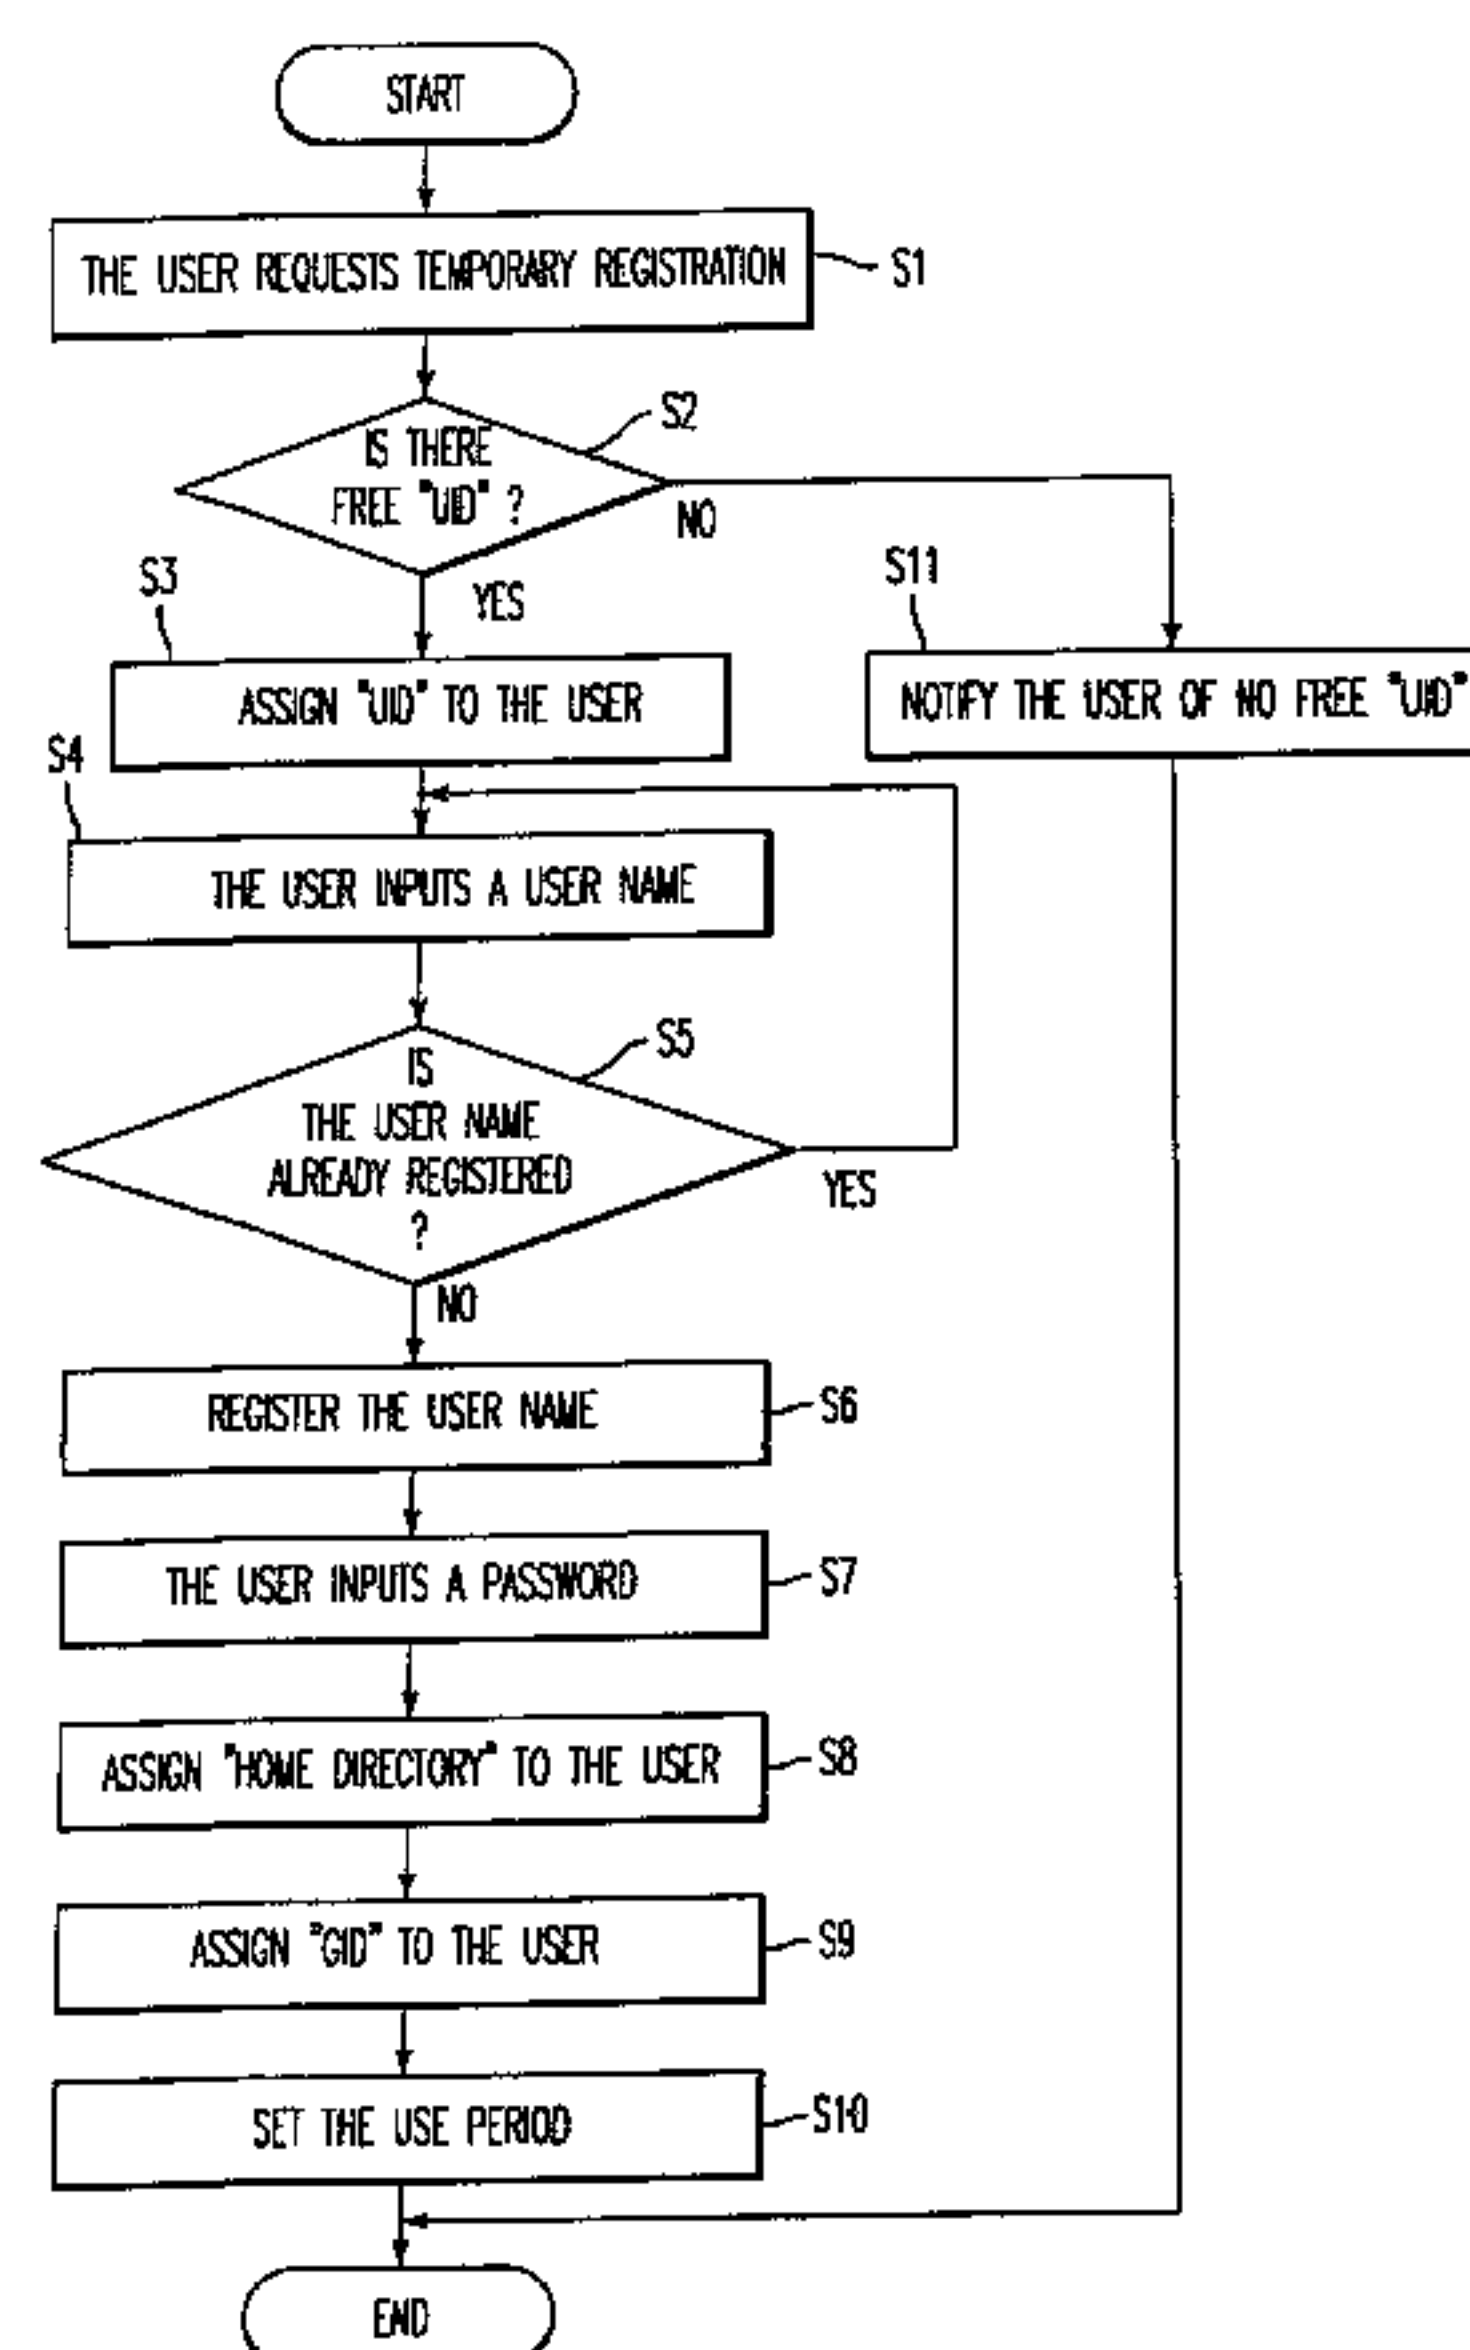 START
THE USER REQUESTS TEMPORARY REGISTRATION
S1
S2
IS THERE
FREE "UID" ?
NO
YES
S3
S11
ASSIGN "UID" TO THE USER
NOTIFY THE USER OF NO FREE "UID"
S4
THE USER INPUTS A USER NAME
S5
IS
THE USER NAME
ALREADY REGISTERED
?
YES
NO
REGISTER THE USER NAME
S6
THE USER INPUTS A PASSWORD
S7
ASSIGN "HOME DIRECTORY" TO THE USER
S8
ASSIGN "GID" TO THE USER
S9
SET THE USE PERIOD
S10
END